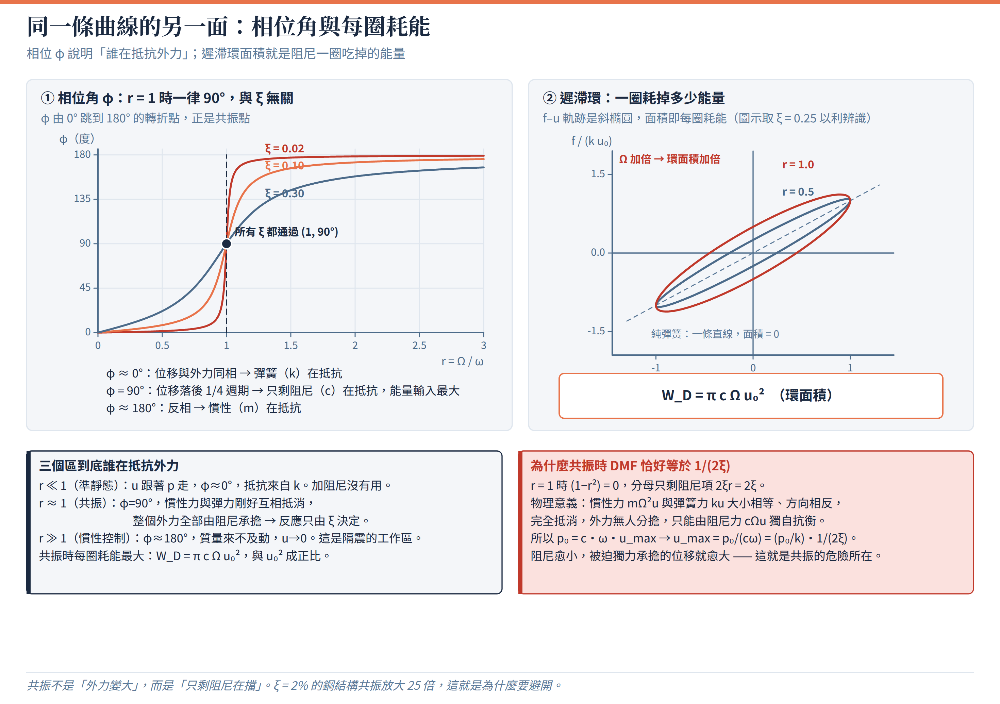 同一條曲線的另一面：相位角與每圈耗能
相位 ϕ 說明「誰在抵抗外力」；遲滯環面積就是阻尼一圈吃掉的能量
① 相位角 ϕ：r = 1 時一律 90°，與 ξ 無關
ϕ 由 0° 跳到 180° 的轉折點，正是共振點
ϕ（度）
180
135
90
45
0
ξ = 0.02
ξ = 0.10
ξ = 0.30
所有 ξ 都通過 (1, 90°)
0 0.5 1 1.5 2 2.5 3
r = Ω / ω
ϕ ≈ 0°：位移與外力同相 → 彈簧（k）在抵抗
ϕ = 90°：位移落後 1/4 週期 → 只剩阻尼（c）在抵抗，能量輸入最大
ϕ ≈ 180°：反相 → 慣性（m）在抵抗
② 遲滯環：一圈耗掉多少能量
f–u 軌跡是斜橢圓，面積即每圈耗能（圖示取 ξ = 0.25 以利辨識）
f / (k u₀)
Ω 加倍 → 環面積加倍
r = 1.0
r = 0.5
1.5
0.0
-1.5
純彈簧：一條直線，面積 = 0
-1 0 1
W_D = π c Ω u₀² （環面積）
三個區到底誰在抵抗外力
r ≪ 1（準靜態）：u 跟著 p 走，ϕ≈0°，抵抗來自 k。加阻尼沒有用。
r ≈ 1（共振）：ϕ=90°，慣性力與彈力剛好互相抵消，
整個外力全部由阻尼承擔 → 反應只由 ξ 決定。
r ≫ 1（慣性控制）：ϕ≈180°，質量來不及動，u→0。這是隔震的工作區。
共振時每圈耗能最大：W_D = π c Ω u₀²，與 u₀² 成正比。
為什麼共振時 DMF 恰好等於 1/(2ξ)
r = 1 時 (1−r²) = 0，分母只剩阻尼項 2ξr = 2ξ。
物理意義：慣性力 mΩ²u 與彈簧力 ku 大小相等、方向相反，
完全抵消，外力無人分擔，只能由阻尼力 cΩu 獨自抗衡。
所以 p₀ = c・ω・u_max → u_max = p₀/(cω) = (p₀/k)・1/(2ξ)。
阻尼愈小，被迫獨力承擔的位移就愈大 —— 這就是共振的危險所在。
共振不是「外力變大」，而是「只剩阻尼在擋」。ξ = 2% 的鋼結構共振放大 25 倍，這就是為什麼要避開。